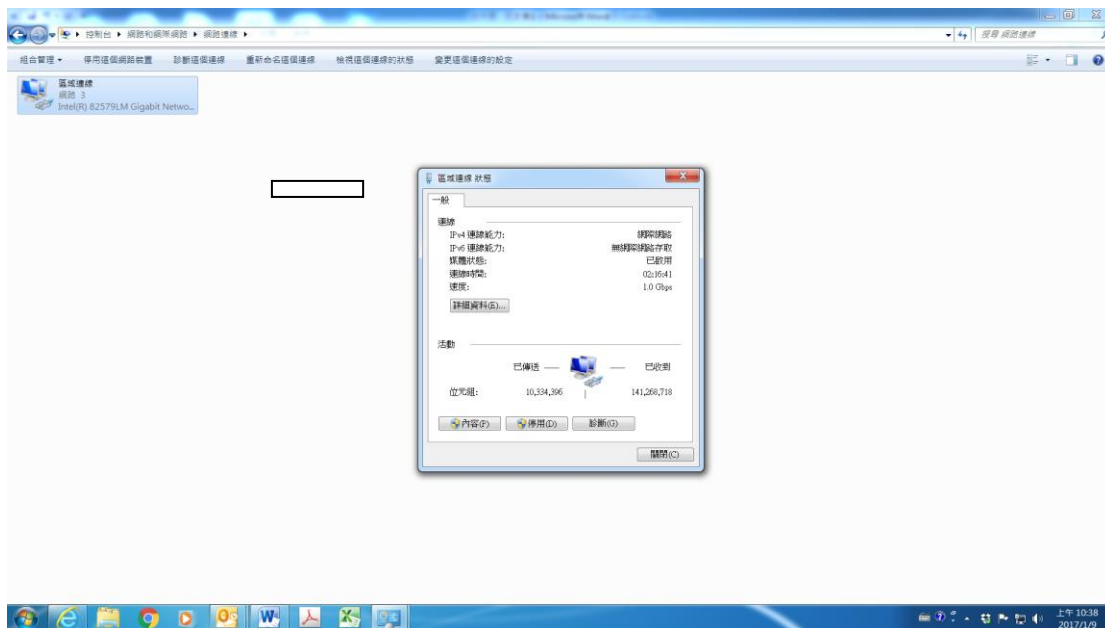 控制台 ▸ 網路和網際網路 ▸ 網路連線 ▸
搜尋 網路連線
組合管理 ▾ 停用這個網路裝置 診斷這個連線 重新命名這個連線 檢視這個連線的狀態 變更這個連線的設定
區域連線
網路 3
Intel(R) 82579LM Gigabit Netwo...
區域連線 狀態
一般
連線
IPv4 連線能力: 網際網路
IPv6 連線能力: 無網際網路存取
媒體狀態: 已啟用
連線時間: 02:16:41
速度: 1.0 Gbps
詳細資料(E)...
活動
已傳送 — — 已收到
位元組: 10,334,396 | 141,268,718
內容(P) 停用(D) 診斷(G)
關閉(C)
上午 10:38
2017/1/9